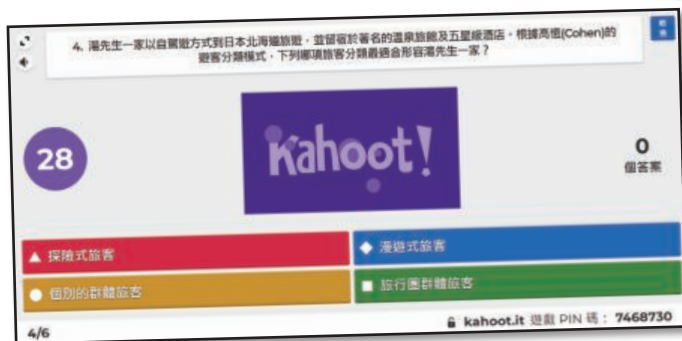 4. 湯先生一家以自駕遊方式到日本北海道旅遊，並留宿於著名的溫泉旅館及五星級酒店。根據高恆(Cohen)的
遊客分類模式，下列哪項旅客分類最適合形容湯先生一家？
28
Kahoot!
0
個答案
探險式旅客
漫遊式旅客
個別的群體旅客
旅行團群體旅客
4/6
kahoot.it 遊戲 PIN 碼： 7468730